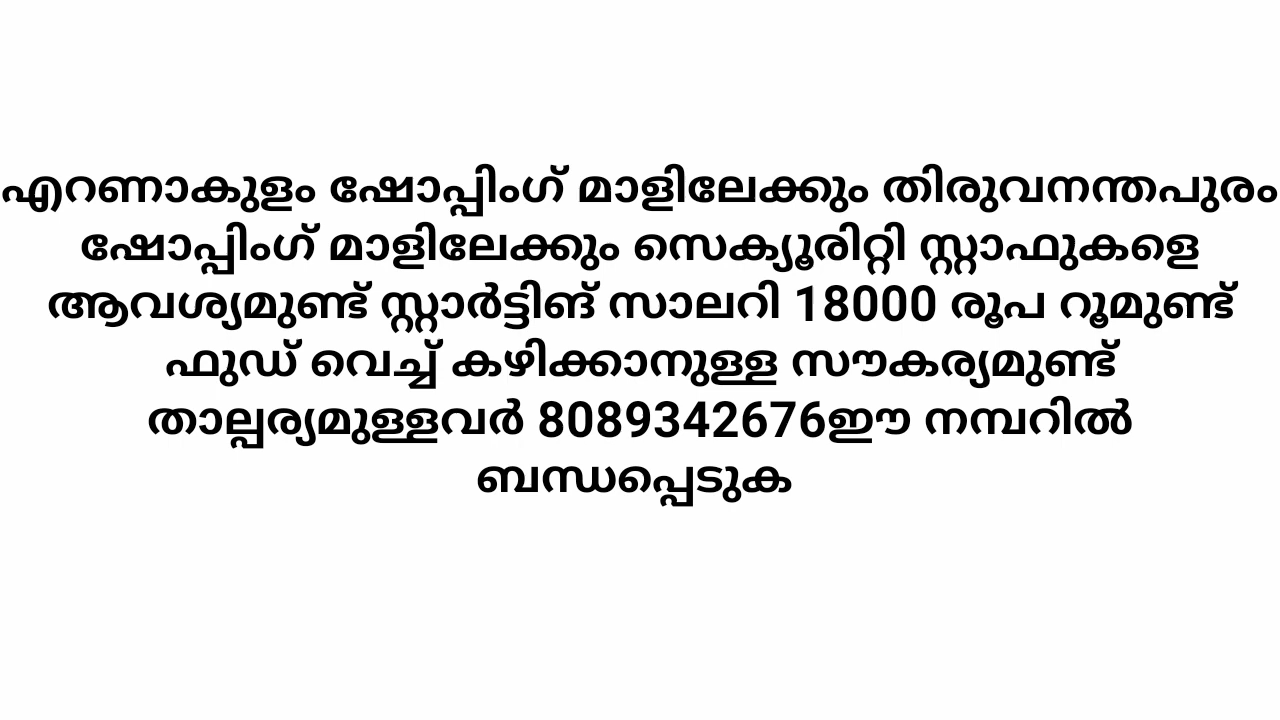 എറണാകുളം ഷോപ്പിംഗ് മാളിലേക്കും തിരുവനന്തപുരം
ഷോപ്പിംഗ് മാളിലേക്കും സെക്യൂരിറ്റി സ്റ്റാഫുകളെ
ആവശ്യമുണ്ട് സ്റ്റാർട്ടിങ് സാലറി 18000 രൂപ റൂമുണ്ട്
ഫുഡ് വെച്ച് കഴിക്കാനുള്ള സൗകര്യമുണ്ട്
താല്പര്യമുള്ളവർ 8089342676ഈ നമ്പറിൽ
ബന്ധപ്പെടുക